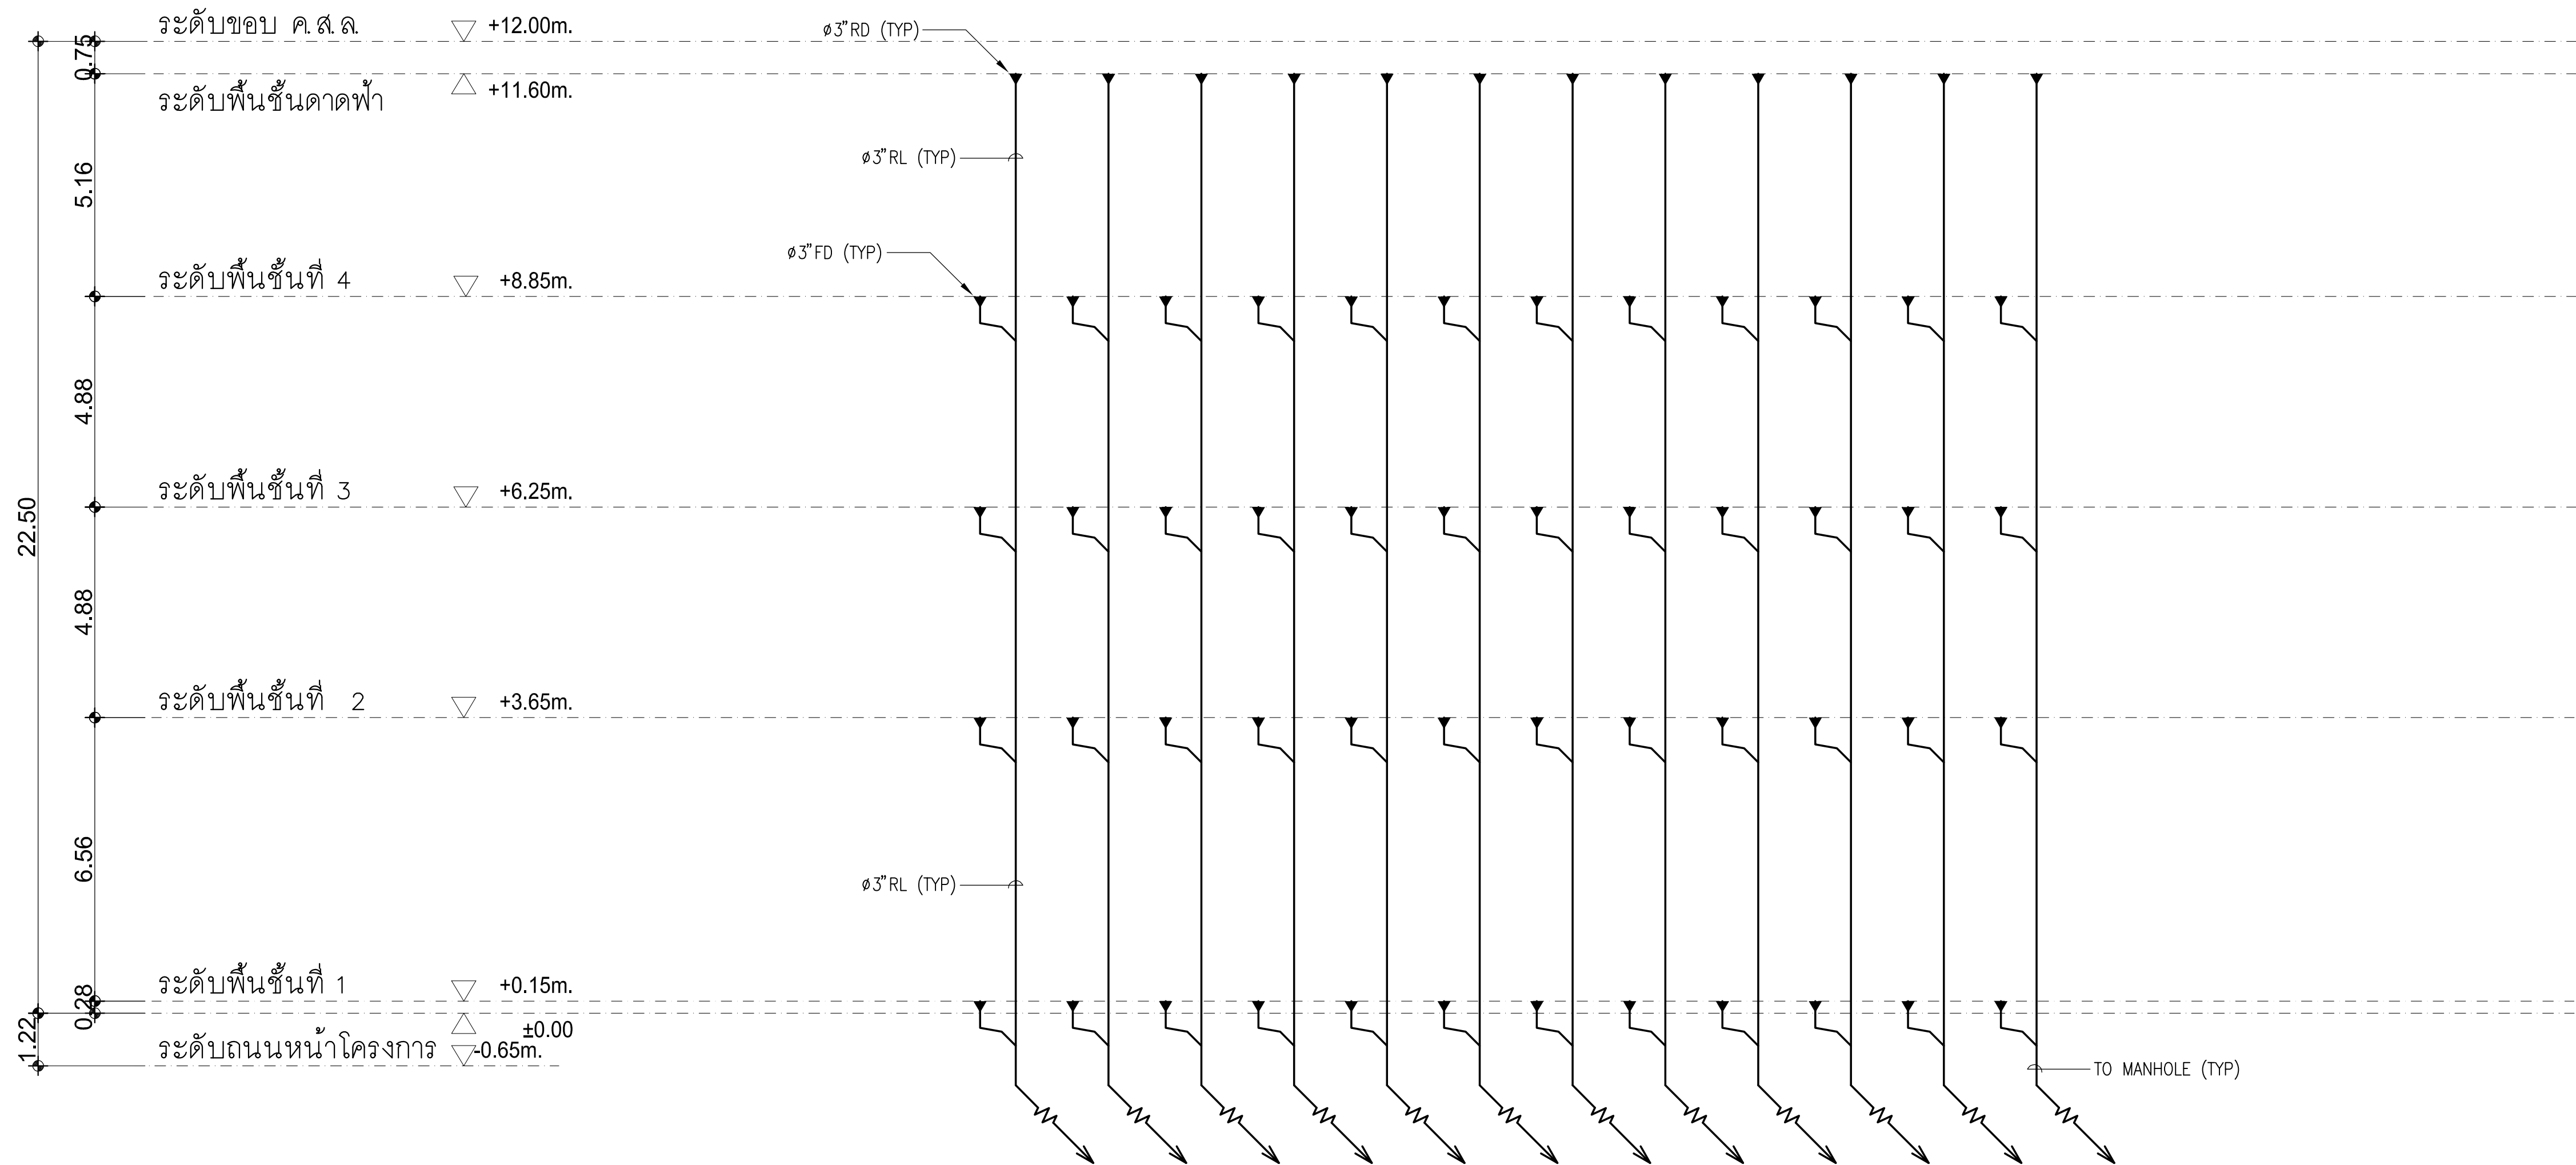 ระดับขอบ ค.ส.ล. +12.00m.
ø3"RD (TYP)
0.75
+11.60m.
ระดับพื้นชั้นดาดฟ้า
ø3"RL (TYP)
5.16
ø3"FD (TYP)
ระดับพื้นชั้นที่ 4 +8.85m.
4.88
ระดับพื้นชั้นที่ 3 +6.25m.
22.50
4.88
ระดับพื้นชั้นที่ 2 +3.65m.
6.56
ø3"RL (TYP)
ระดับพื้นชั้นที่ 1 +0.15m.
0.28
±0.00
1.22
ระดับถนนหน้าโครงการ -0.65m.
TO MANHOLE (TYP)